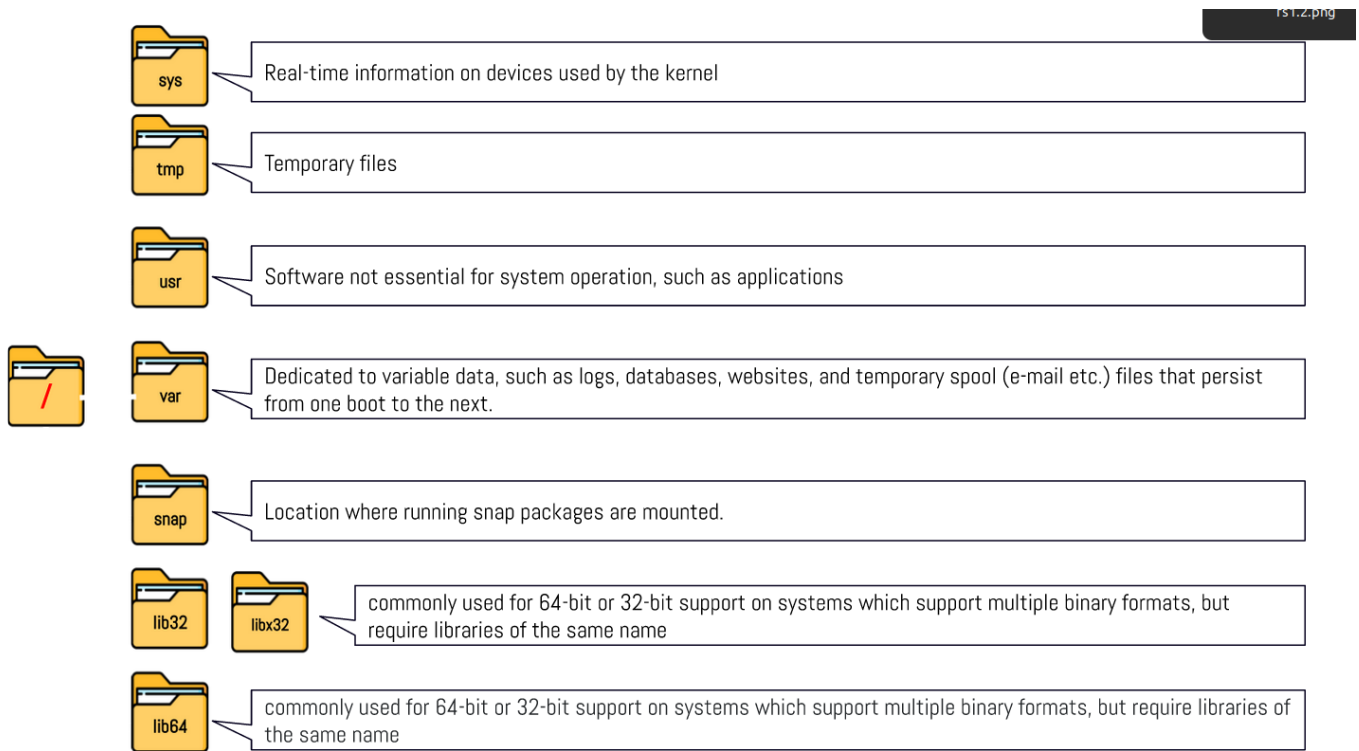 rs1.2.png
sys
Real-time information on devices used by the kernel
tmp
Temporary files
usr
Software not essential for system operation, such as applications
/
var
Dedicated to variable data, such as logs, databases, websites, and temporary spool (e-mail etc.) files that persist
from one boot to the next.
snap
Location where running snap packages are mounted.
lib32
libx32
commonly used for 64-bit or 32-bit support on systems which support multiple binary formats, but
require libraries of the same name
lib64
commonly used for 64-bit or 32-bit support on systems which support multiple binary formats, but require libraries of
the same name